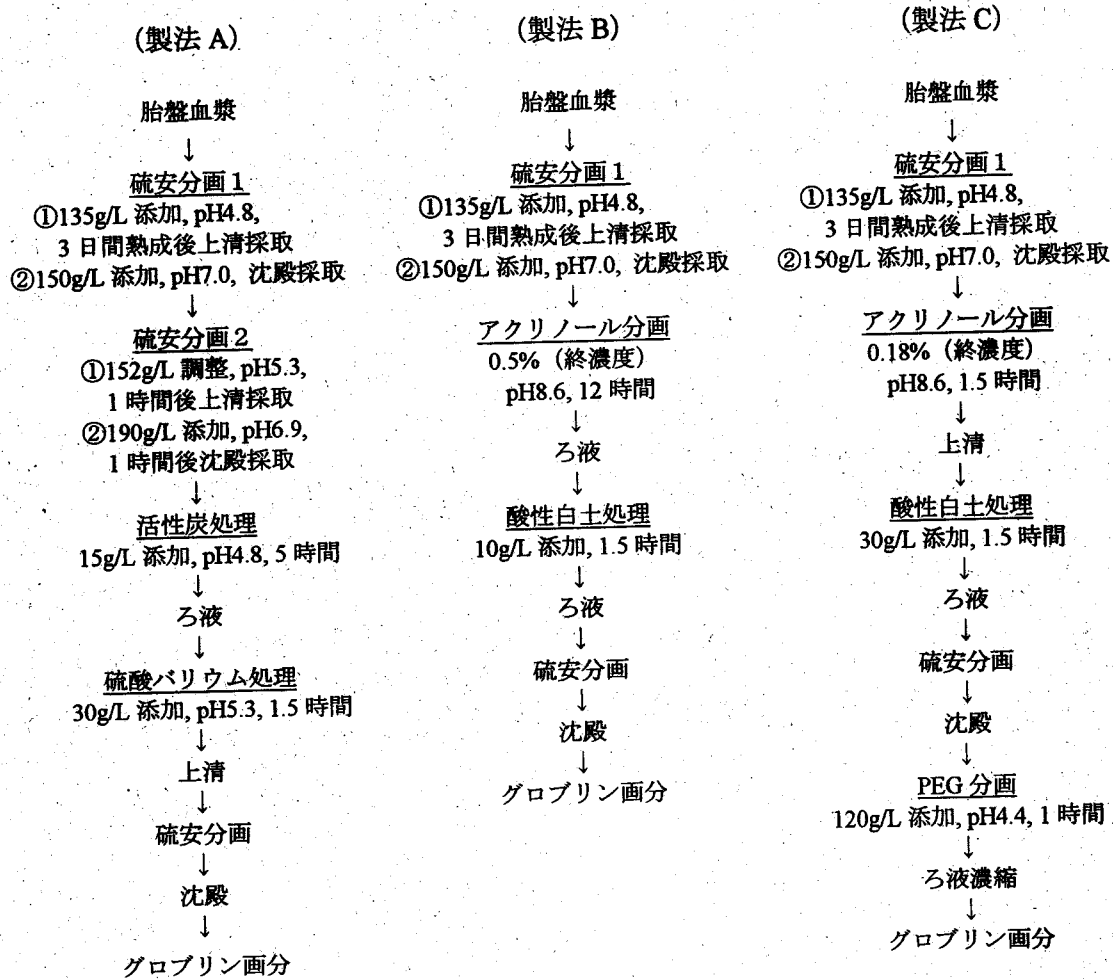 (製法 A)
胎盤血漿
↓
硫安分画1
①135g/L 添加, pH4.8,
3 日間熟成後上清採取
②150g/L 添加, pH7.0, 沈殿採取
↓
硫安分画2
①152g/L 調整, pH5.3,
1 時間後上清採取
②190g/L 添加, pH6.9,
1 時間後沈殿採取
↓
活性炭処理
15g/L 添加, pH4.8, 5 時間
↓
ろ液
↓
硫酸バリウム処理
30g/L 添加, pH5.3, 1.5 時間
↓
上清
↓
硫安分画
↓
沈殿
↓
グロブリン画分
(製法 B)
胎盤血漿
↓
硫安分画1
①135g/L 添加, pH4.8,
3 日間熟成後上清採取
②150g/L 添加, pH7.0, 沈殿採取
↓
アクリノール分画
0.5% (終濃度)
pH8.6, 12 時間
↓
ろ液
↓
酸性白土処理
10g/L 添加, 1.5 時間
↓
ろ液
↓
硫安分画
↓
沈殿
↓
グロブリン画分
(製法 C)
胎盤血漿
↓
硫安分画1
①135g/L 添加, pH4.8,
3 日間熟成後上清採取
②150g/L 添加, pH7.0, 沈殿採取
↓
アクリノール分画
0.18% (終濃度)
pH8.6, 1.5 時間
↓
上清
↓
酸性白土処理
30g/L 添加, 1.5 時間
↓
ろ液
↓
硫安分画
↓
沈殿
↓
PEG 分画
120g/L 添加, pH4.4, 1 時間
↓
ろ液濃縮
↓
グロブリン画分